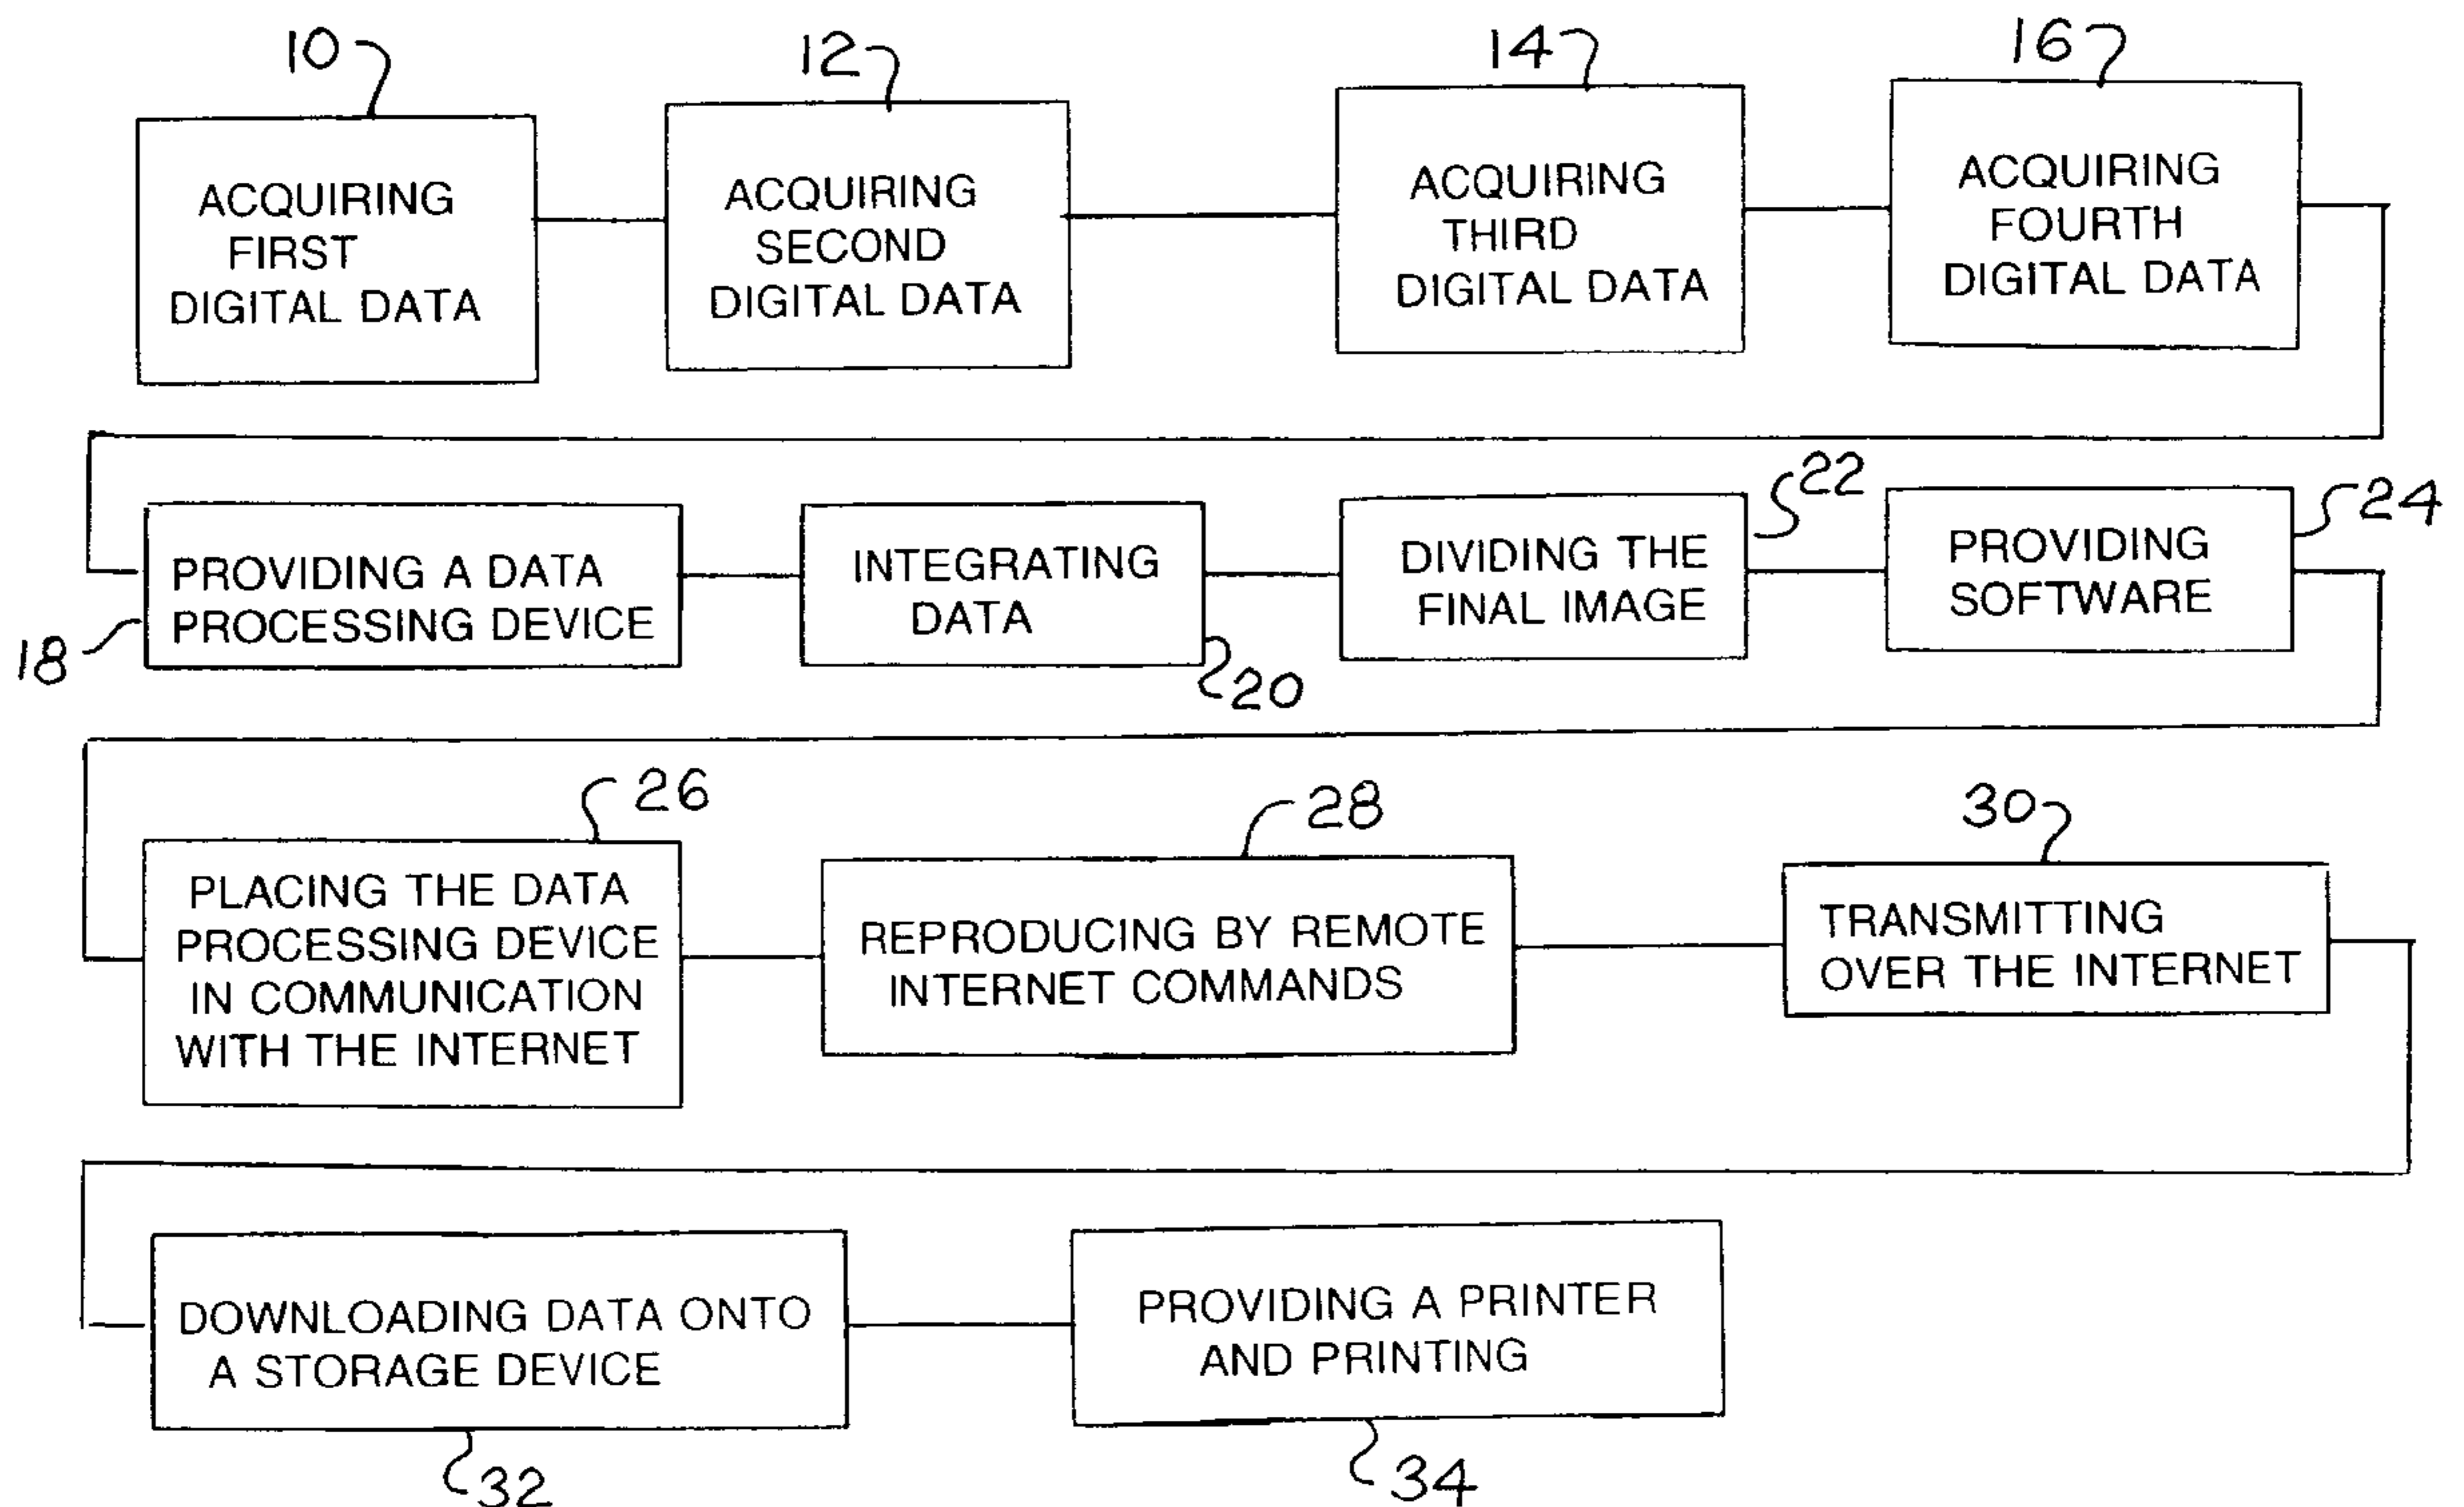 10
12
14
16
ACQUIRING
FIRST
DIGITAL DATA
ACQUIRING
SECOND
DIGITAL DATA
ACQUIRING
THIRD
DIGITAL DATA
ACQUIRING
FOURTH
DIGITAL DATA
18
PROVIDING A DATA
PROCESSING DEVICE
INTEGRATING
DATA
20
DIVIDING THE
FINAL IMAGE
22
PROVIDING
SOFTWARE
24
26
PLACING THE DATA
PROCESSING DEVICE
IN COMMUNICATION
WITH THE INTERNET
28
REPRODUCING BY REMOTE
INTERNET COMMANDS
30
TRANSMITTING
OVER THE INTERNET
DOWNLOADING DATA ONTO
A STORAGE DEVICE
32
PROVIDING A PRINTER
AND PRINTING
34